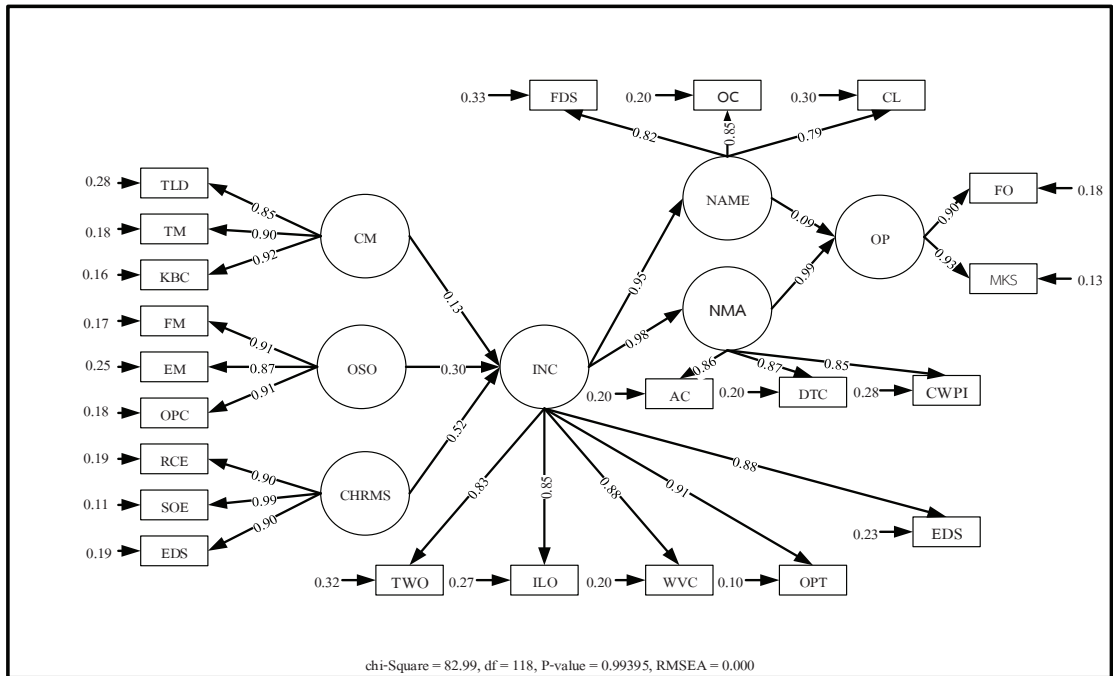 0.33
FDS
0.20
OC
0.30
CL
0.82
0.85
0.79
0.28
TLD
0.85
0.18
TM
0.90
0.16
KBC
0.92
CM
0.13
NAME
0.95
0.09
OP
0.90
FO
0.18
0.93
MKS
0.13
0.99
0.17
FM
0.91
0.25
EM
0.87
0.18
OPC
0.91
OSO
0.30
INC
0.98
NMA
0.86
0.87
0.85
0.20
AC
0.20
DTC
0.28
CWPI
0.19
RCE
0.90
0.11
SOE
0.99
0.19
EDS
0.90
CHRMS
0.52
0.83
0.85
0.88
0.91
0.88
0.23
EDS
0.32
TWO
0.27
ILO
0.20
WVC
0.10
OPT
chi-Square = 82.99, df = 118, P-value = 0.99395, RMSEA = 0.000